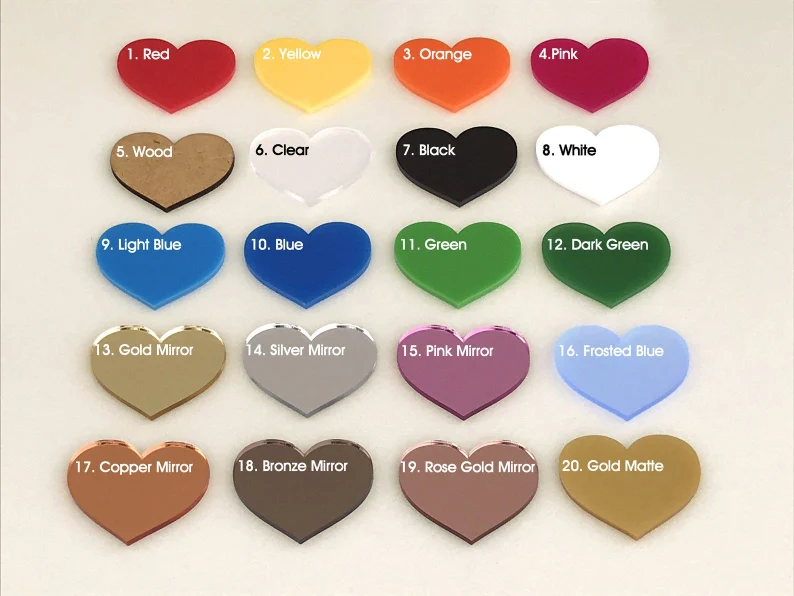 1. Red
2. Yellow
3. Orange
4.Pink
5. Wood
6. Clear
7. Black
8. White
9. Light Blue
10. Blue
11. Green
12. Dark Green
13. Gold Mirror
14. Silver Mirror
15. Pink Mirror
16. Frosted Blue
17. Copper Mirror
18. Bronze Mirror
19. Rose Gold Mirror
20. Gold Matte